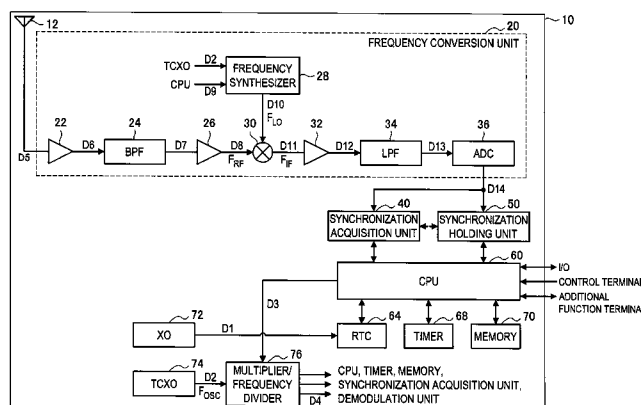 12
10
20
FREQUENCY CONVERSION UNIT
TCXO D2
CPU D9
FREQUENCY SYNTHESIZER
28
D10
FLO
22
24
26
30
32
34
36
D5
D6
BPF
D7
D8
FRF
D11
FIF
D12
LPF
D13
ADC
D14
40
50
SYNCHRONIZATION ACQUISITION UNIT
SYNCHRONIZATION HOLDING UNIT
60
CPU
I/O
CONTROL TERMINAL
ADDITIONAL FUNCTION TERMINAL
D3
72
XO
D1
64
RTC
68
TIMER
70
MEMORY
74
TCXO
D2
FOSC
76
MULTIPLIER/ FREQUENCY DIVIDER
D4
CPU, TIMER, MEMORY,
SYNCHRONIZATION ACQUISITION UNIT,
DEMODULATION UNIT